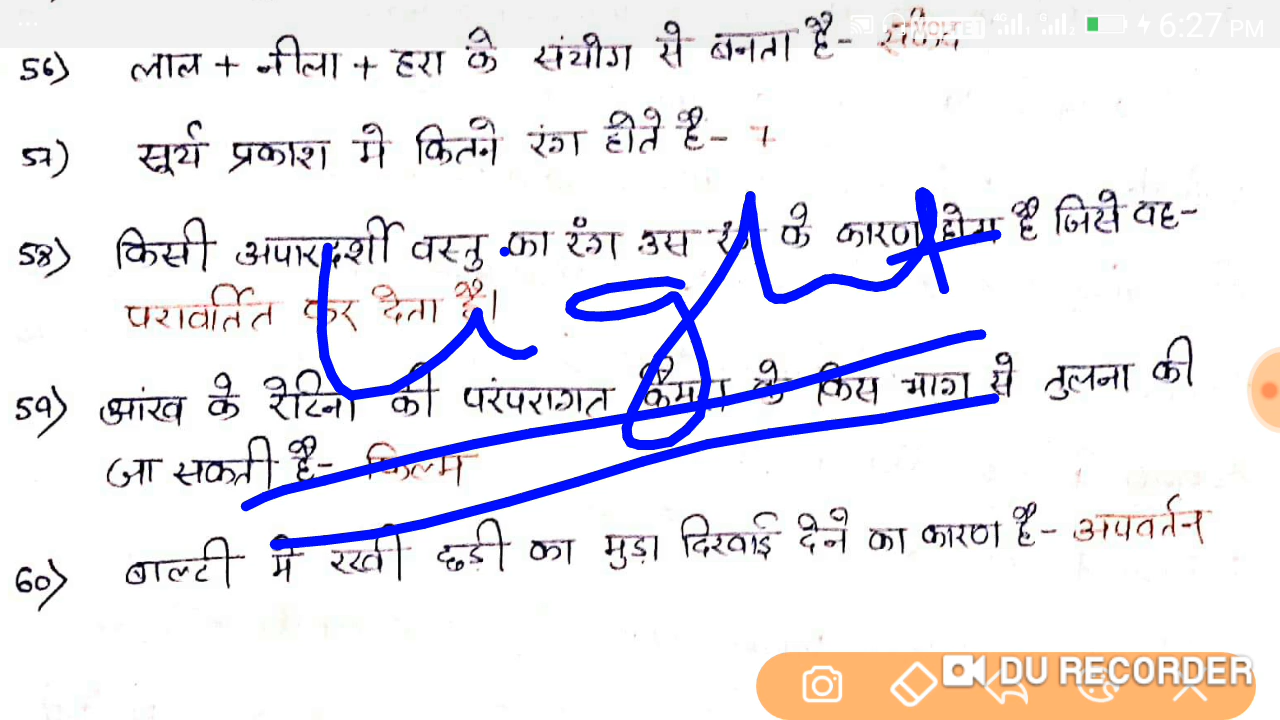 VOLTE 6:27 PM
56) लाल + नीला + हरा के संयोग से बनता है-
57) सूर्य प्रकाश मे कितने रंग होते है- 7
58) किसी अपारदर्शी वस्तु का रंग उस रंग के कारण होता है जिसे वह-
परावर्तित कर देता है।
Light
59) आंख के रेटिना की परंपरागत कैमरा के किस भाग से तुलना की
जा सकती है- फिल्म
60) बाल्टी मे रखी छड़ी का मुड़ा दिखाई देने का कारण है- अपवर्तन
DU RECORDER